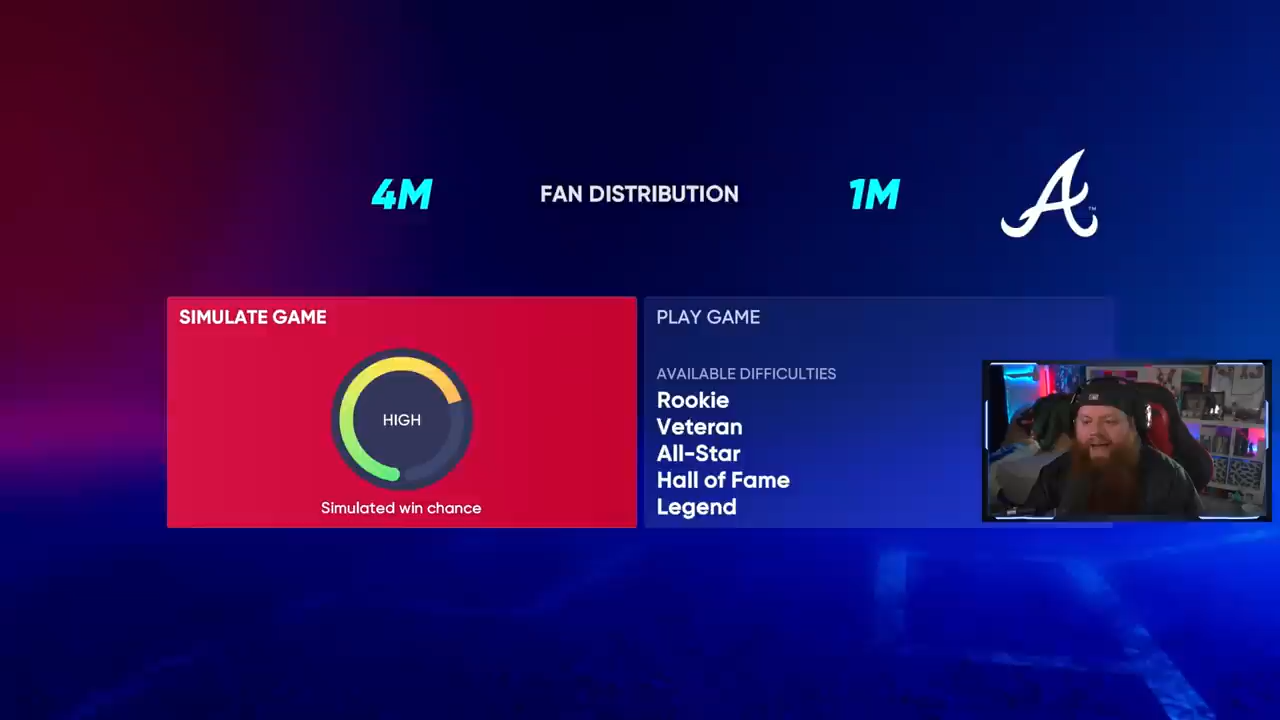 4M
FAN DISTRIBUTION
1M
A
SIMULATE GAME
HIGH
Simulated win chance
PLAY GAME
AVAILABLE DIFFICULTIES
Rookie
Veteran
All-Star
Hall of Fame
Legend